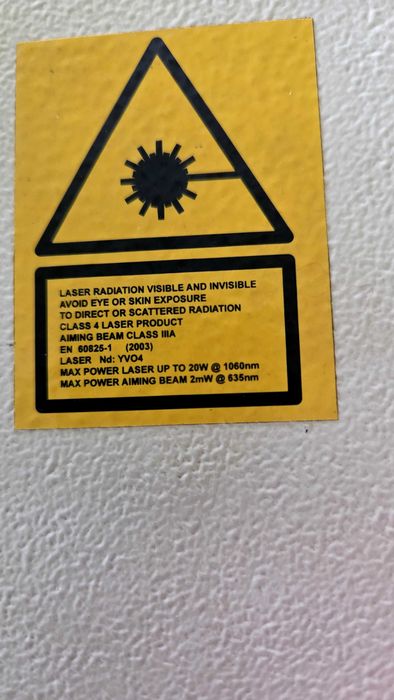 LASER RADIATION VISIBLE AND INVISIBLE
AVOID EYE OR SKIN EXPOSURE
TO DIRECT OR SCATTERED RADIATION
CLASS 4 LASER PRODUCT
AIMING BEAM CLASS IIIA
EN 60825-1 (2003)
LASER Nd: YVO4
MAX POWER LASER UP TO 20W @ 1060nm
MAX POWER AIMING BEAM 2mW @ 635nm